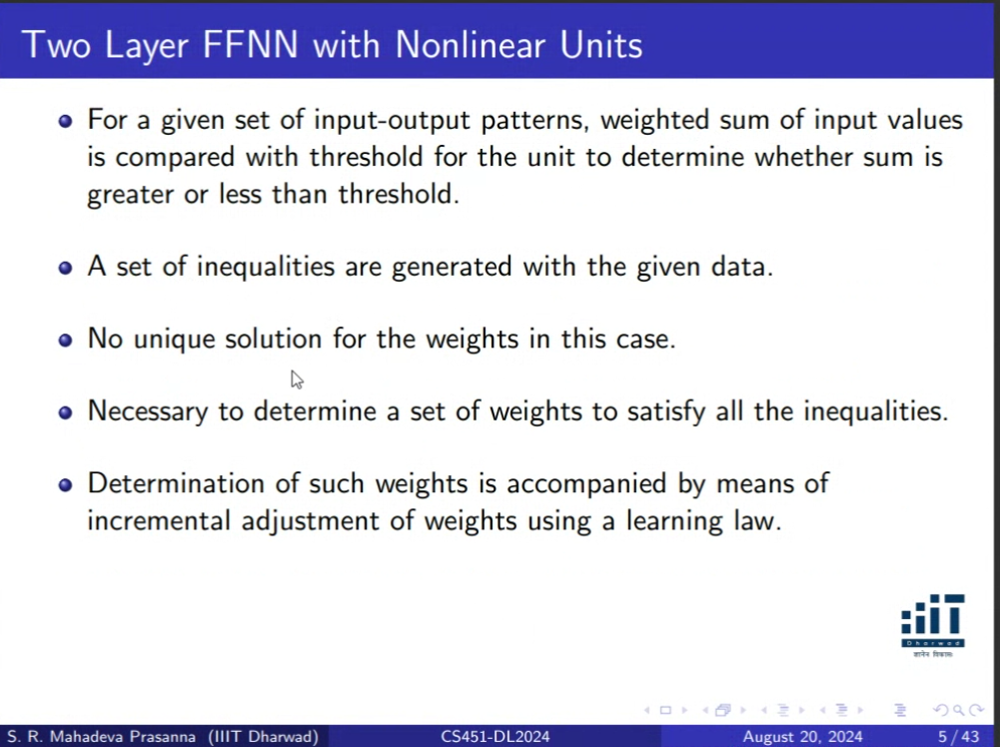 Two Layer FFNN with Nonlinear Units
For a given set of input-output patterns, weighted sum of input values
is compared with threshold for the unit to determine whether sum is
greater or less than threshold.
A set of inequalities are generated with the given data.
No unique solution for the weights in this case.
Necessary to determine a set of weights to satisfy all the inequalities.
Determination of such weights is accompanied by means of
incremental adjustment of weights using a learning law.
iiiT
Dharwad
ज्ञानेन विकासः
S. R. Mahadeva Prasanna (IIIT Dharwad) CS451-DL2024 August 20, 2024 5 / 43